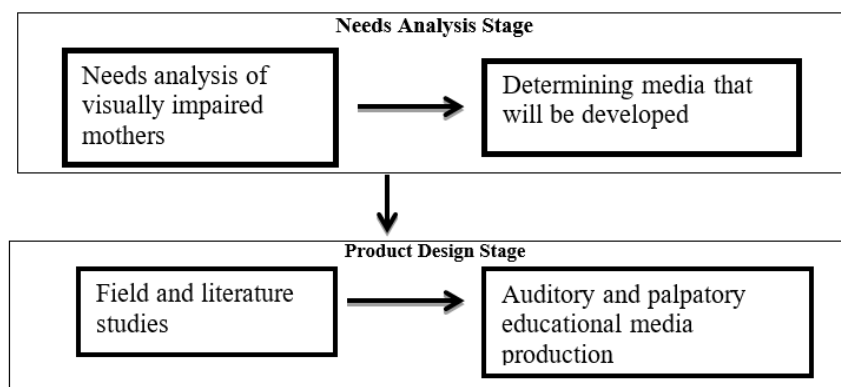 Needs Analysis Stage
Needs analysis of
visually impaired
mothers
Determining media that
will be developed
Product Design Stage
Field and literature
studies
Auditory and palpatory
educational media
production